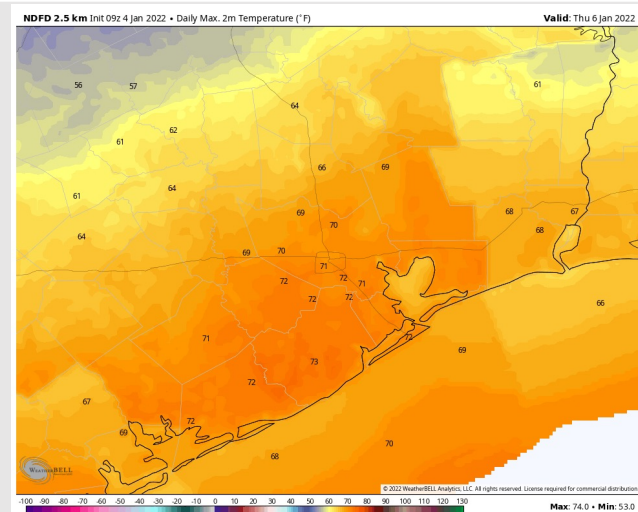 NDFD 2.5 km Init 09z 4 Jan 2022 • Daily Max. 2m Temperature (°F)
Valid: Thu 6 Jan 2022
56 57 61
64
62
61
66 69
64
61
69 68 67
70 68
64
69 70
71
72 72 71
72 72
66
71 72
69
73
72
67
72
69
70
68
WeatherBELL
© 2022 WeatherBELL Analytics, LLC. All rights reserved. License required for commercial distribution.
-100 -90 -80 -70 -60 -50 -40 -30 -20 -10 0 10 20 30 40 50 60 70 80 90 100 110 120 130
Max: 74.0 • Min: 53.0